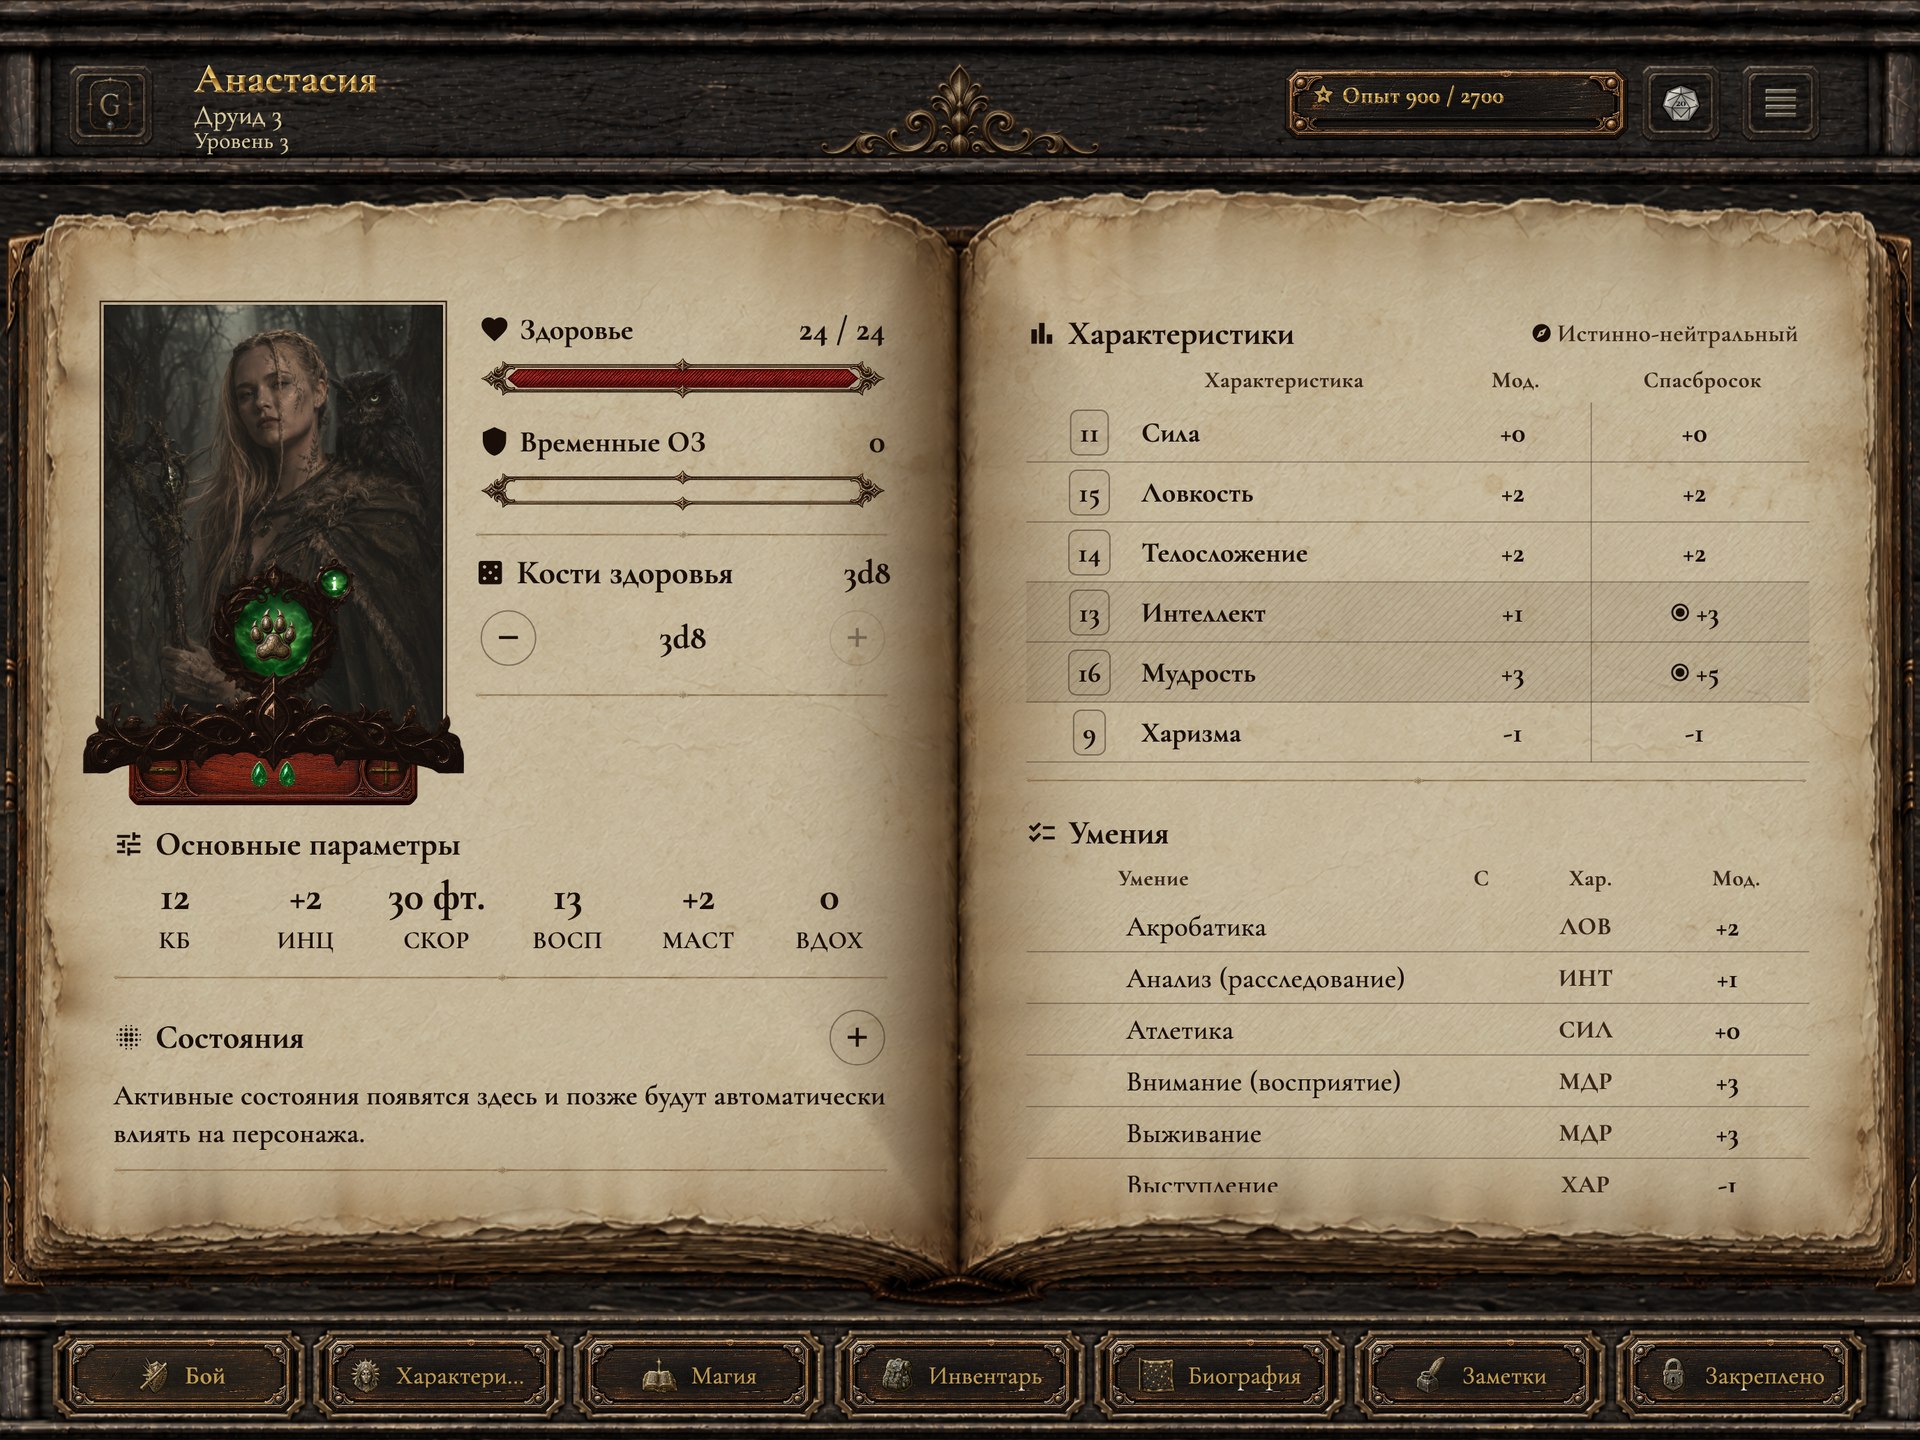 G
Анастасия
Друид 3
Уровень 3
Опыт 900 / 2700
20
Здоровье 24 / 24
Временные ОЗ 0
Кости здоровья 3d8
− 3d8 +
i
Основные параметры
12 +2 30 фт. 13 +2 0
КБ ИНЦ СКОР ВОСП МАСТ ВДОХ
Состояния +
Активные состояния появятся здесь и позже будут автоматически
влиять на персонажа.
Характеристики Истинно-нейтральный
Характеристика Мод. Спасбросок
11 Сила +0 +0
15 Ловкость +2 +2
14 Телосложение +2 +2
13 Интеллект +1 +3
16 Мудрость +3 +5
9 Харизма -1 -1
Умения
Умение С Хар. Мод.
Акробатика ЛОВ +2
Анализ (расследование) ИНТ +1
Атлетика СИЛ +0
Внимание (восприятие) МДР +3
Выживание МДР +3
Выступление ХАР -1
Бой Характери... Магия Инвентарь Биография Заметки Закреплено